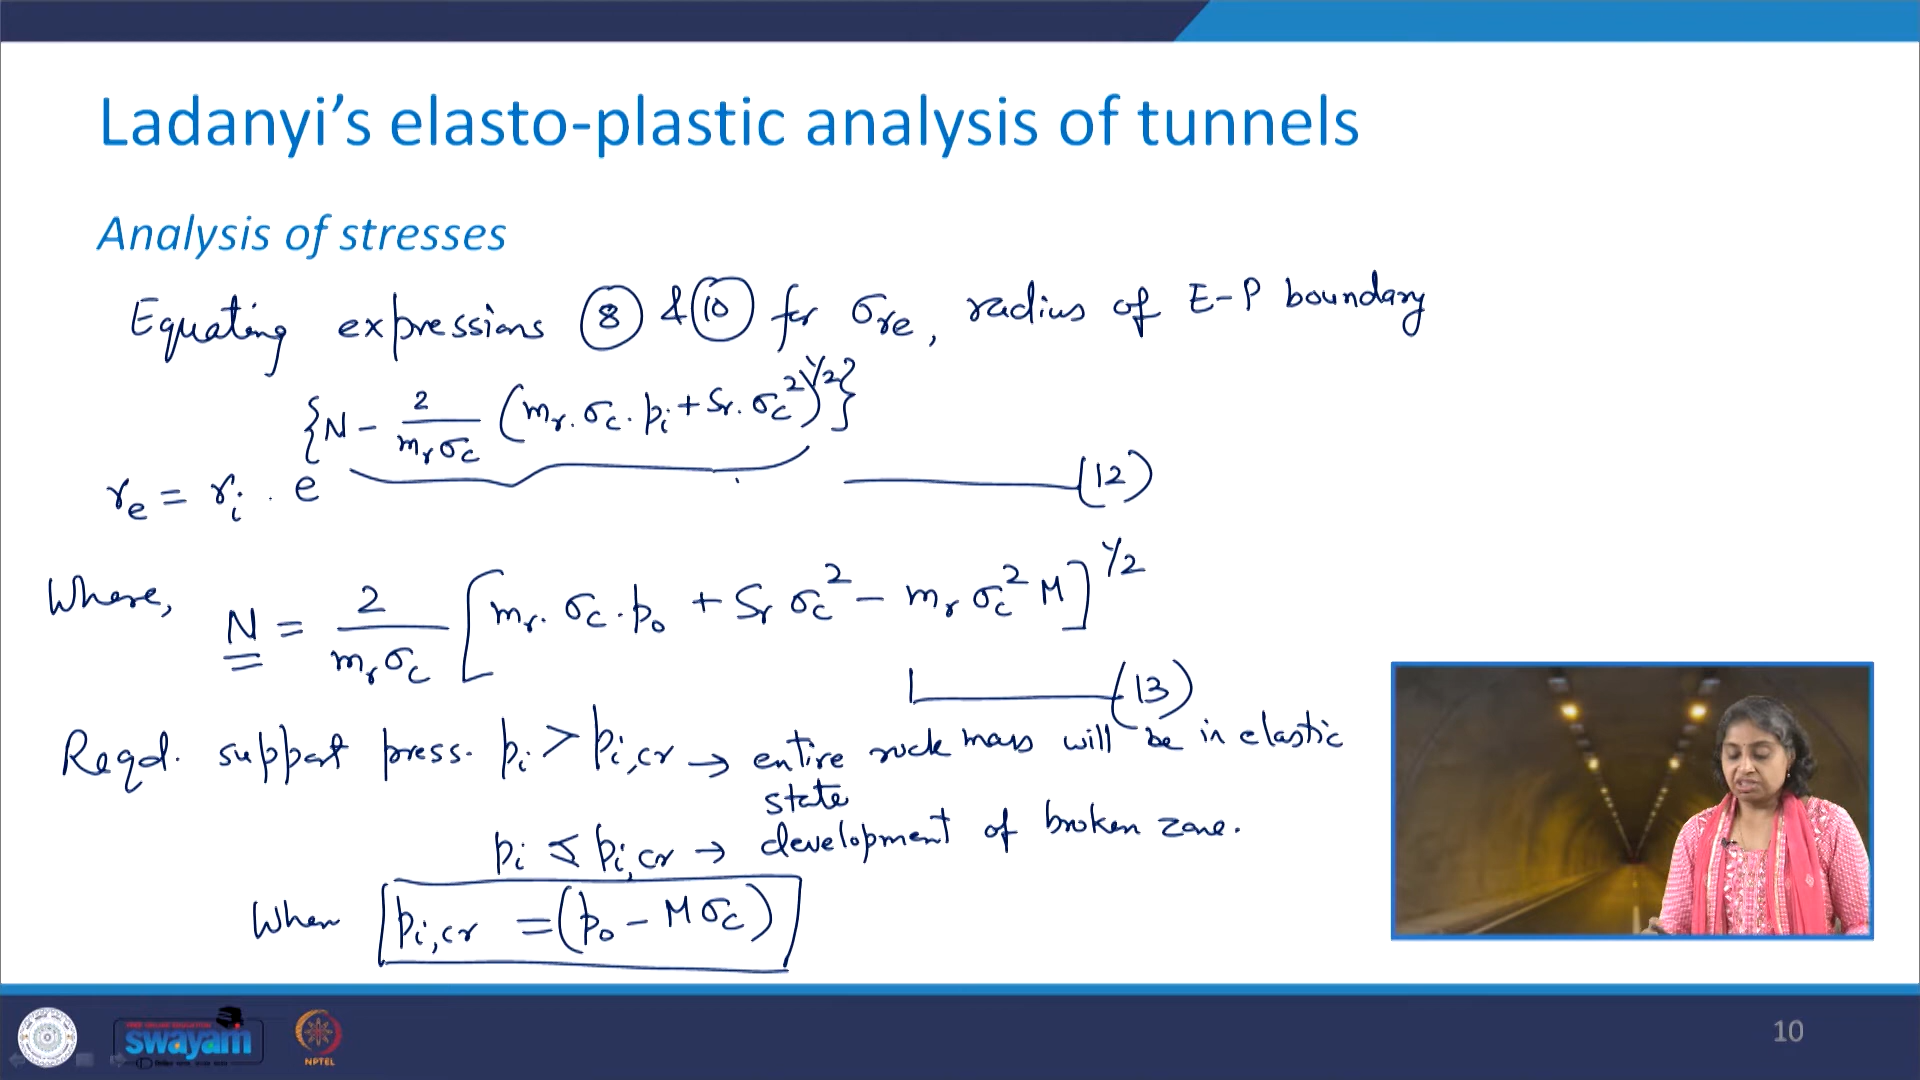 Ladanyi's elasto-plastic analysis of tunnels
Analysis of stresses
Equating expressions (8) & (10) for σre, radius of E-P boundary
re = ri . e^{N - 2/(mr σc) (mr. σc. pi + Sr. σc²)^1/2} (12)
Where, N = 2/(mr σc) [mr. σc. po + Sr σc² - mr σc² M]^1/2
(13)
Reqd. support press. pi > pi,cr → entire rock mass will be in elastic
state
pi ≤ pi,cr → development of broken zone.
When pi,cr = (po - M σc)
swayam
NPTEL
10